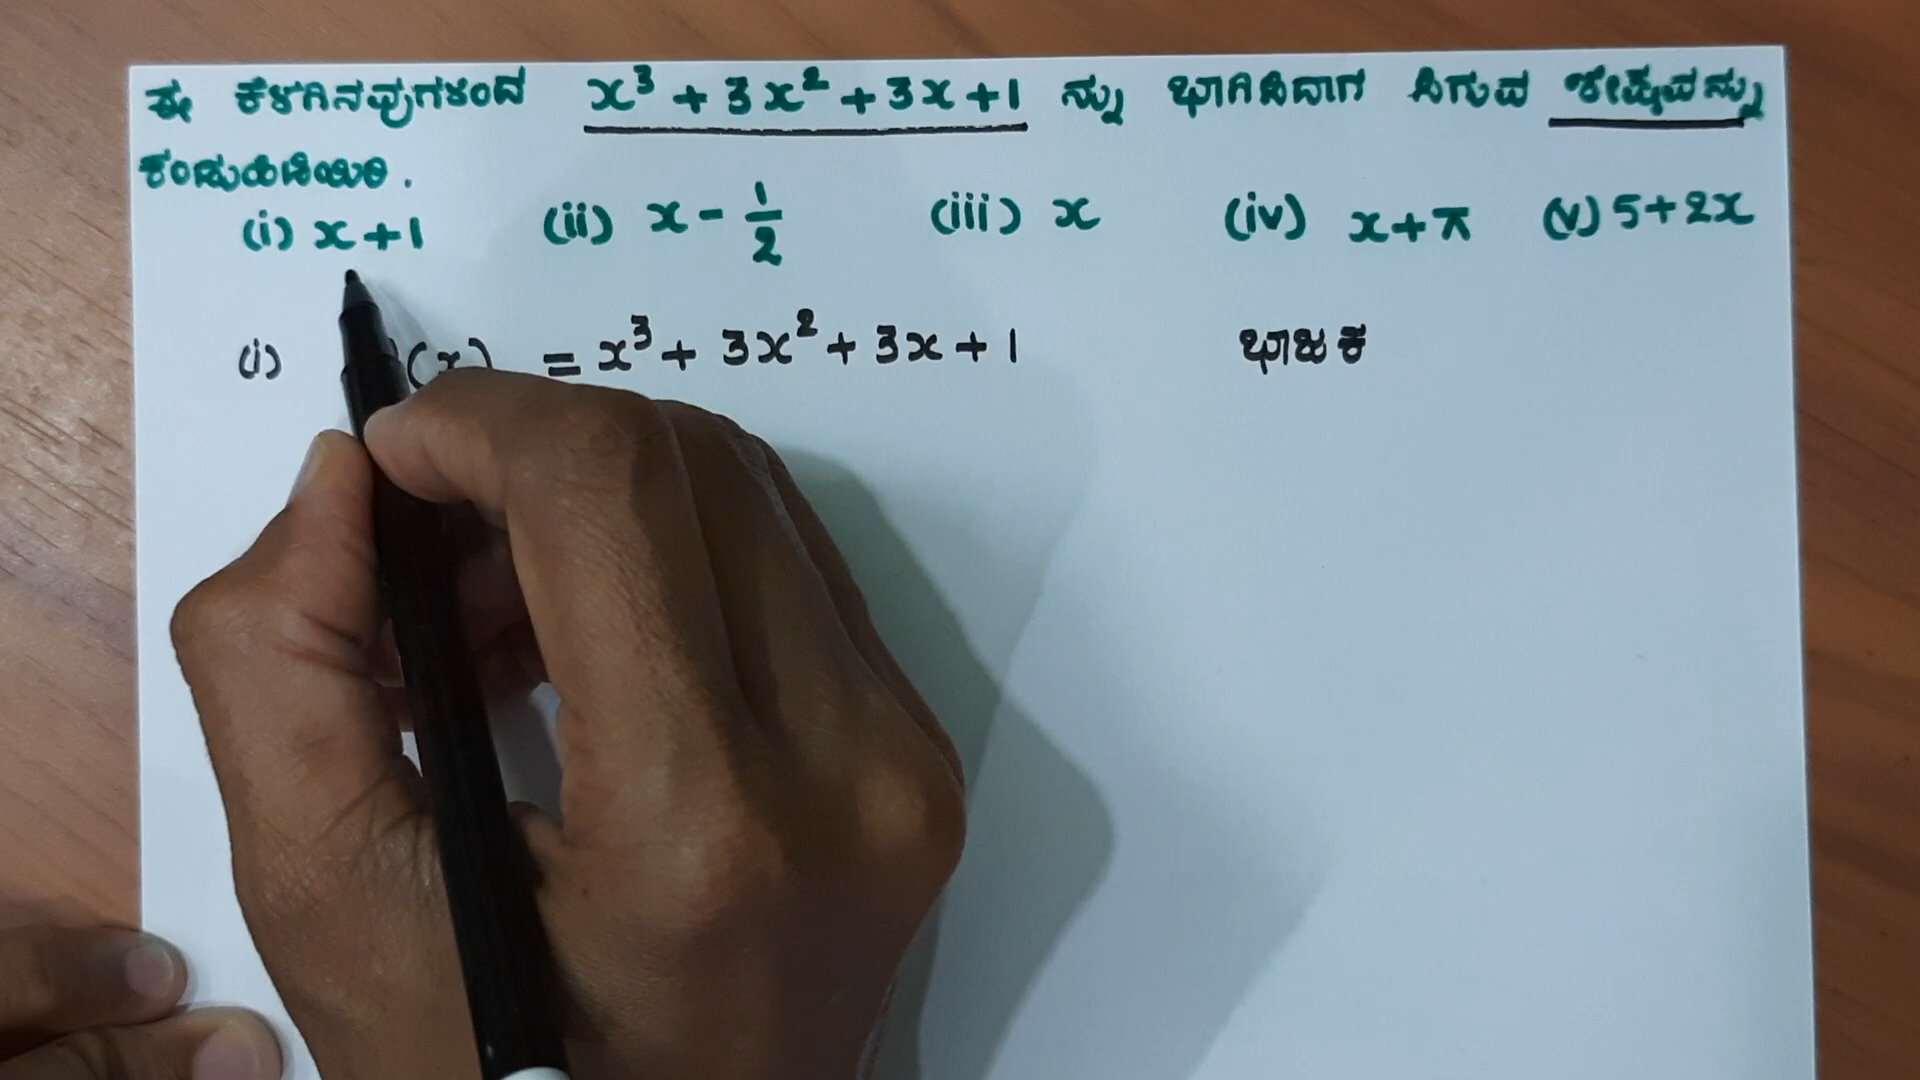 ಈ ಕೆಳಗಿನವುಗಳಿಂದ x³ + 3x² + 3x + 1 ನ್ನು ಭಾಗಿಸಿದಾಗ ಸಿಗುವ ಶೇಷವನ್ನು
ಕಂಡುಹಿಡಿಯಿರಿ.
(i) x + 1 (ii) x - 1/2 (iii) x (iv) x + π (v) 5 + 2x
(i) (x) = x³ + 3x² + 3x + 1 ಭಾಜಕ